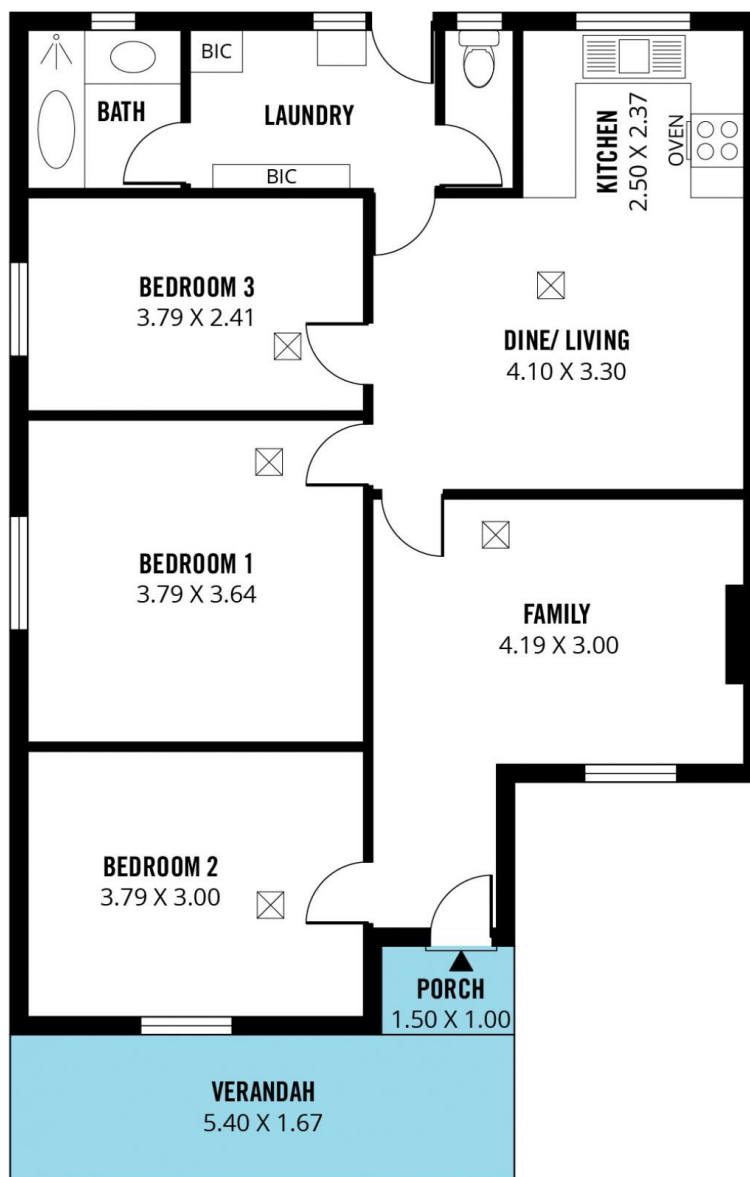 BIC
BATH
LAUNDRY
BIC
KITCHEN
2.50 X 2.37
OVEN
BEDROOM 3
3.79 X 2.41
DINE/ LIVING
4.10 X 3.30
BEDROOM 1
3.79 X 3.64
FAMILY
4.19 X 3.00
BEDROOM 2
3.79 X 3.00
PORCH
1.50 X 1.00
VERANDAH
5.40 X 1.67